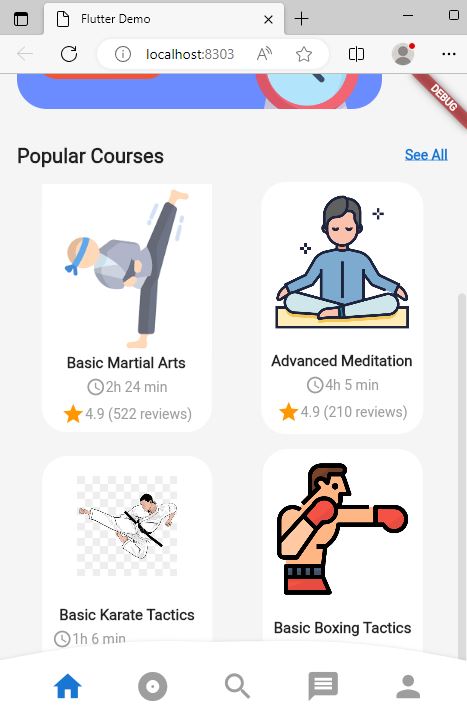 Flutter Demo
localhost:8303
DEBUG
Popular Courses
See All
Basic Martial Arts
2h 24 min
4.9 (522 reviews)
Advanced Meditation
4h 5 min
4.9 (210 reviews)
Basic Karate Tactics
1h 6 min
Basic Boxing Tactics